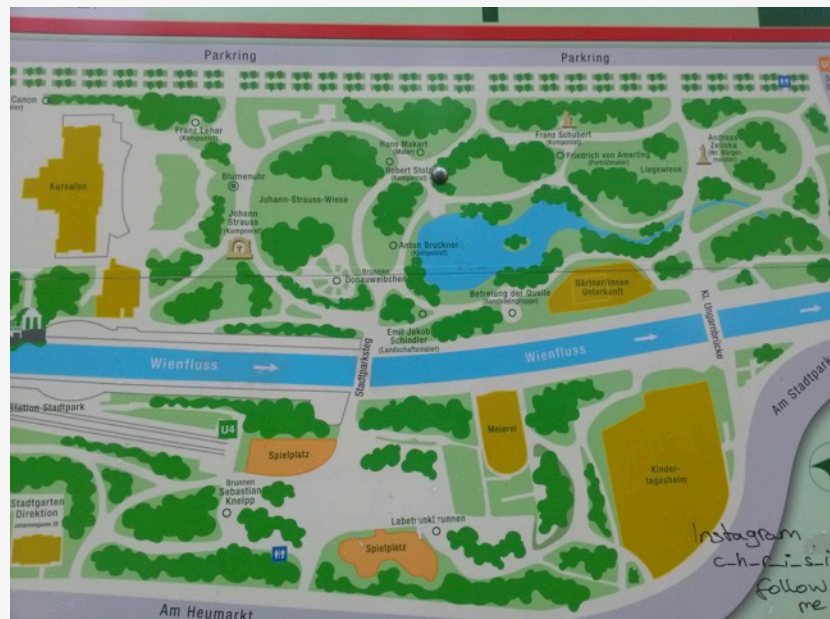 Parkring
Parkring
Canon
Franz Lehar
(Komponist)
Hans Makart
(Maler)
Franz Schubert
(Komponist)
Andreas
Zelinka
Friedrich von Amerling
(Porträtmaler)
Robert Stolz
(Komponist)
Liegewiese
Kursalon
Blumenuhr
Johann-Strauss-Wiese
Johann
Strauss
(Komponist)
Anton Bruckner
(Komponist)
Brunnen
Donauweibchen
Befreiung der Quelle
Gärtner/innen
Unterkunft
Kl. Ungarnbrücke
Emil Jakob
Schindler
(Landschaftsmaler)
Stadtparksteg
Wienfluss
Wienfluss
Am Stadtpark
Station Stadtpark
U4
Meierei
Spielplatz
Kinder-
tagesheim
Brunnen
Sebastian
Kneipp
Stadtgarten
Direktion
Spielplatz
Instagram
follow
me
Am Heumarkt